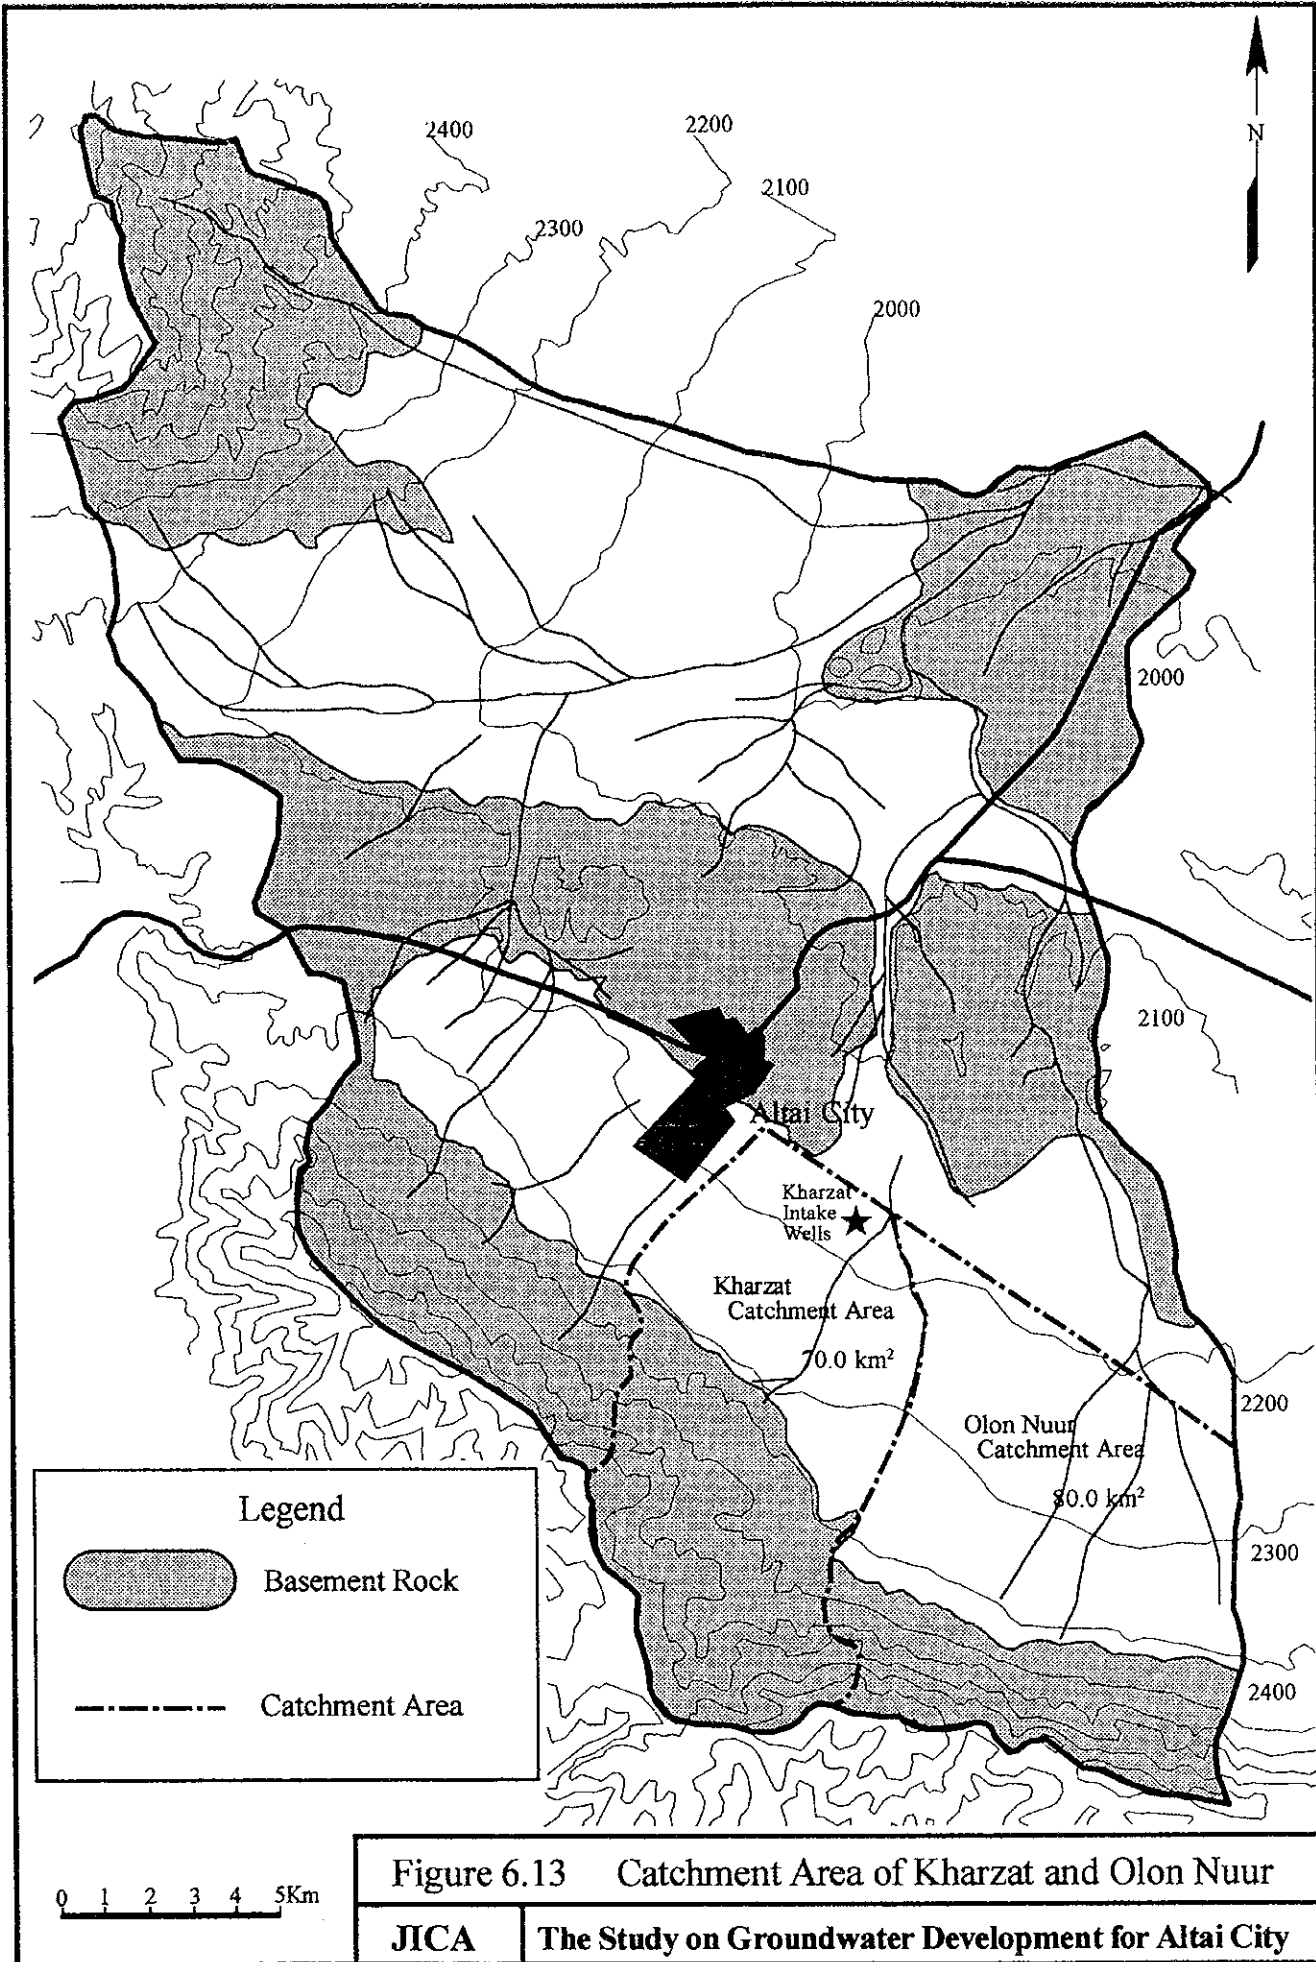 N
2400
2200
2100
2300
2000
2000
2100
Altai City
Kharzat
Intake
Wells
Kharzat
Catchment Area
70.0 km²
Olon Nuur
Catchment Area
80.0 km²
2200
2300
2400
Legend
Basement Rock
Catchment Area
0 1 2 3 4 5Km
Figure 6.13 Catchment Area of Kharzat and Olon Nuur
JICA
The Study on Groundwater Development for Altai City